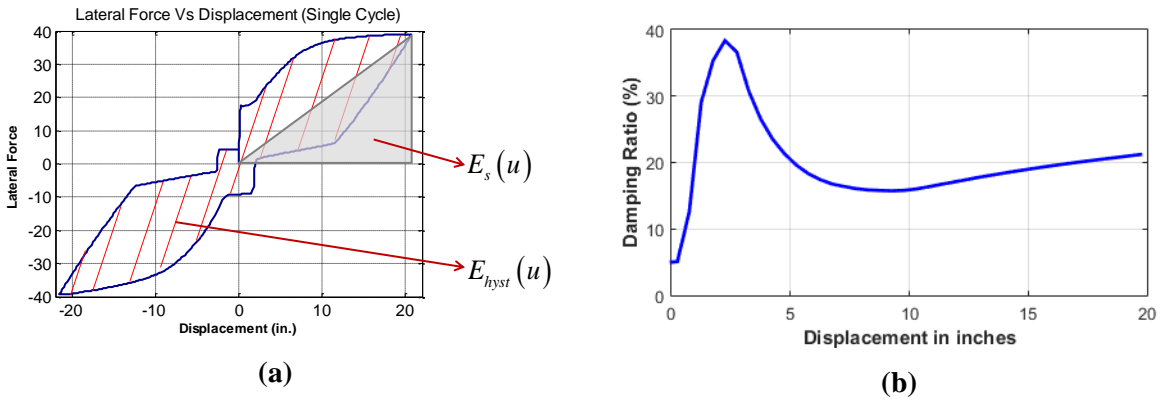 Lateral Force Vs Displacement (Single Cycle)
40
30
20
10
0
-10
-20
-30
-40
Lateral Force
-20
-10
0
10
20
Displacement (in.)
E_s(u)
E_hyst(u)
(a)
40
30
20
10
0
Damping Ratio (%)
0
5
10
15
20
Displacement in inches
(b)